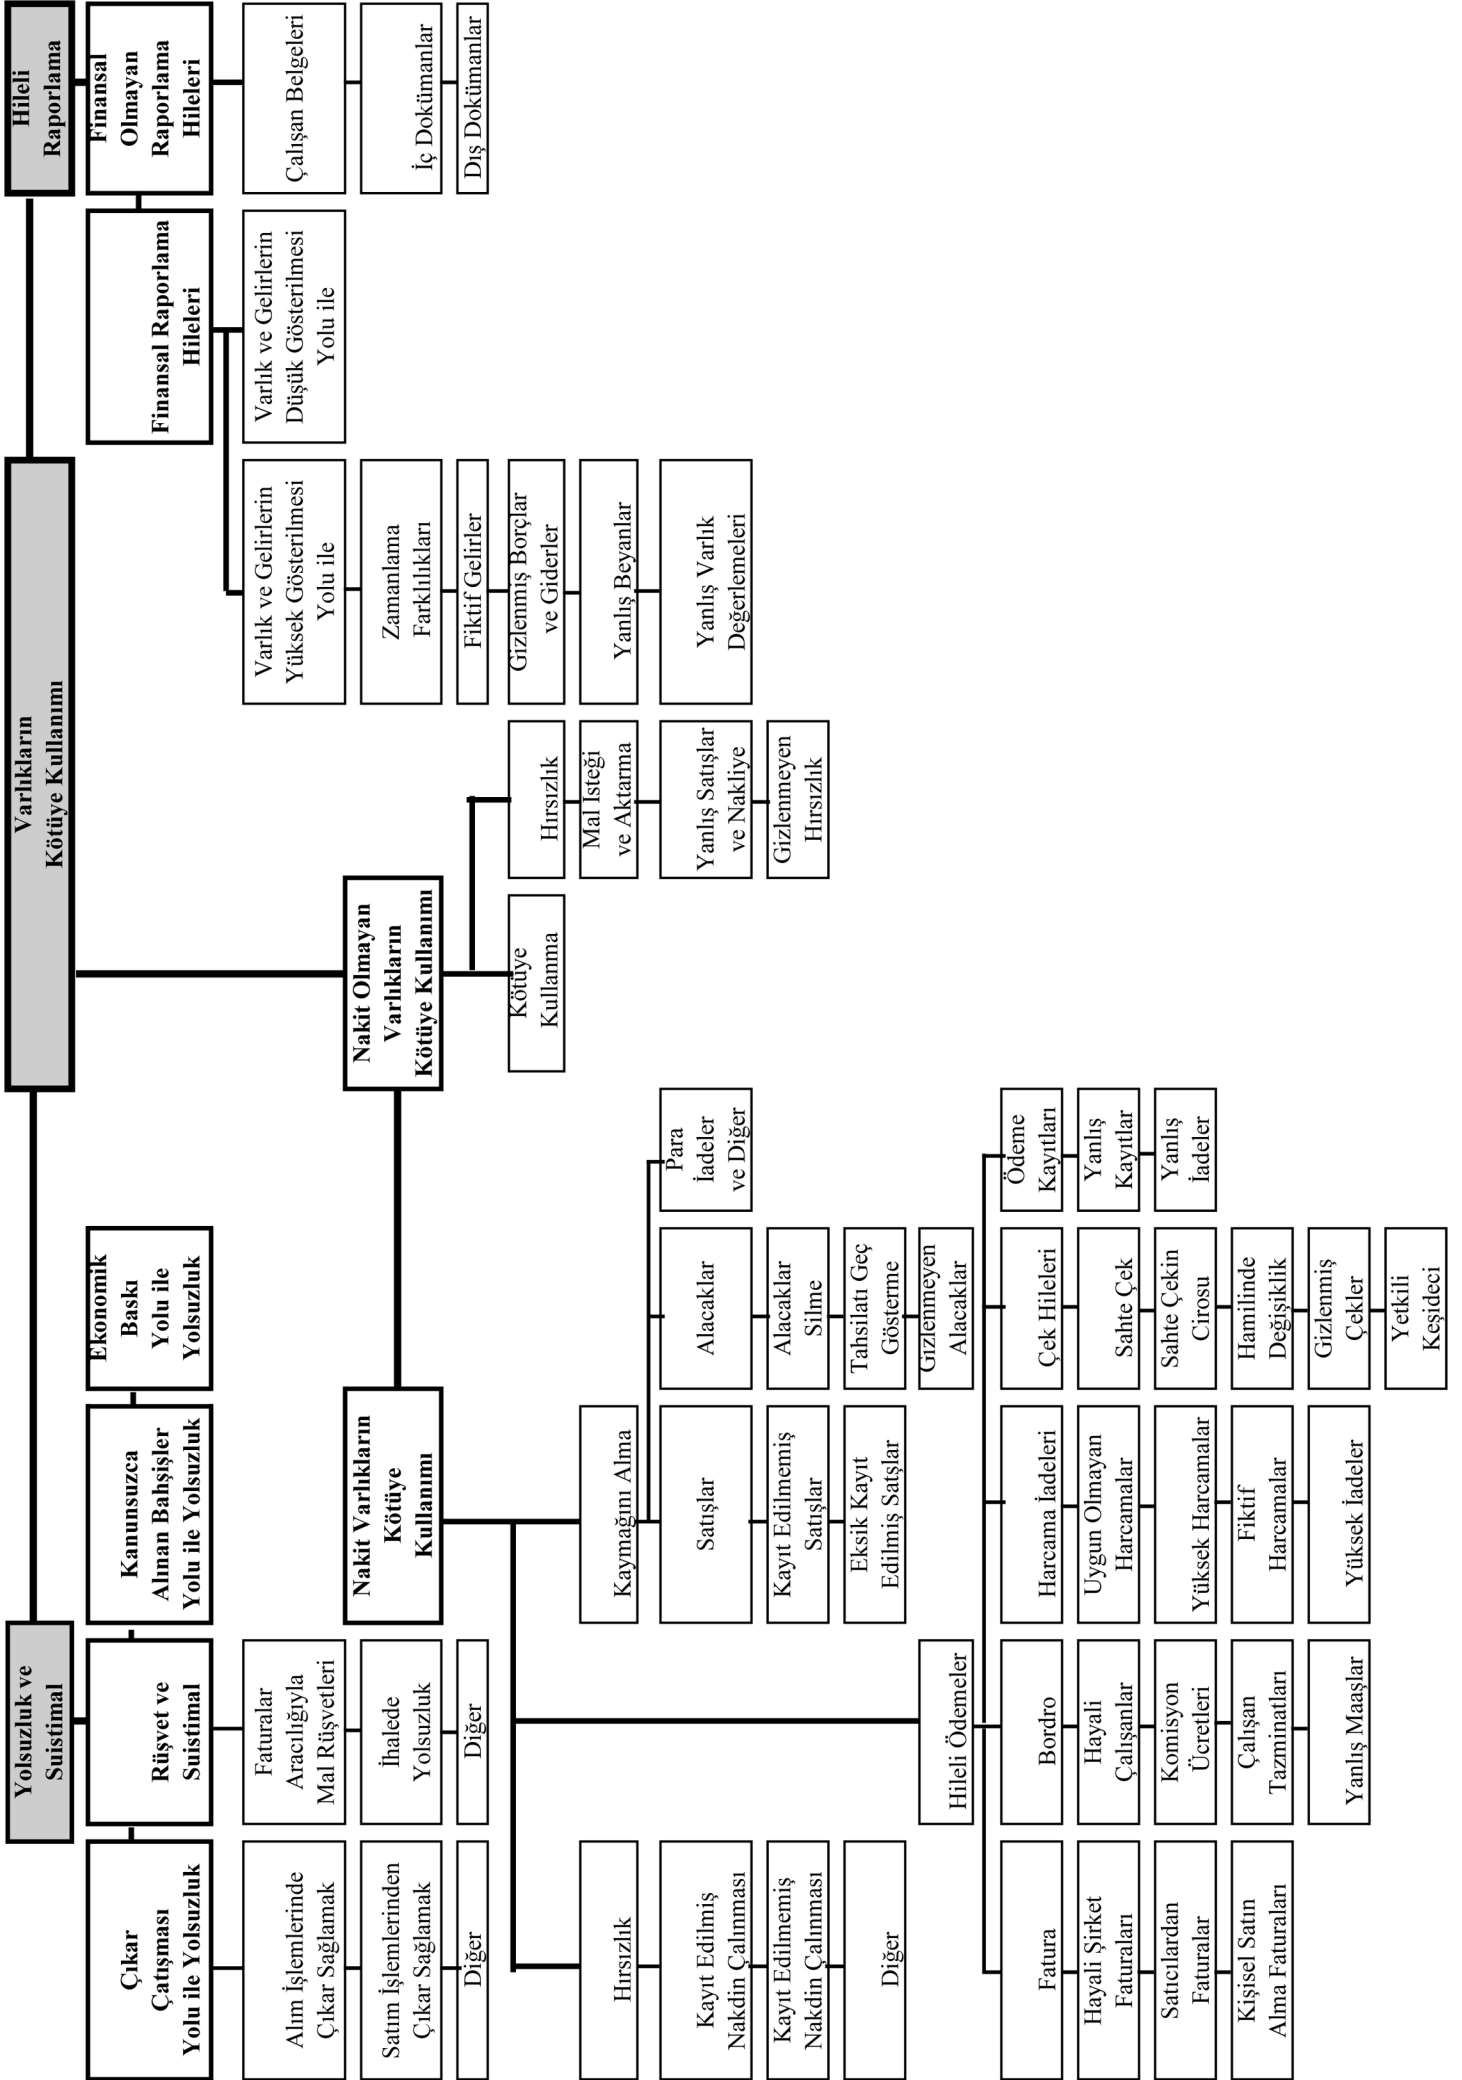 Yolsuzluk ve
Suistimal
Varlıkların
Kötüye Kullanımı
Hileli
Raporlama
Çıkar
Çatışması
Yolu ile Yolsuzluk
Rüşvet ve
Suistimal
Kanunsuzca
Alınan Bahşişler
Yolu ile Yolsuzluk
Ekonomik
Baskı
Yolu ile
Yolsuzluk
Finansal Raporlama
Hileleri
Finansal
Olmayan
Raporlama
Hileleri
Alım İşlemlerinde
Çıkar Sağlamak
Satım İşlemlerinden
Çıkar Sağlamak
Diğer
Faturalar
Aracılığıyla
Mal Rüşvetleri
İhalede
Yolsuzluk
Diğer
Nakit Varlıkların
Kötüye
Kullanımı
Nakit Olmayan
Varlıkların
Kötüye Kullanımı
Varlık ve Gelirlerin
Yüksek Gösterilmesi
Yolu ile
Zamanlama
Farklılıkları
Fiktif Gelirler
Gizlenmiş Borçlar
ve Giderler
Yanlış Beyanlar
Yanlış Varlık
Değerlemeleri
Varlık ve Gelirlerin
Düşük Gösterilmesi
Yolu ile
Çalışan Belgeleri
İç Dokümanlar
Dış Dokümanlar
Kötüye
Kullanma
Hırsızlık
Mal İsteği
ve Aktarma
Yanlış Satışlar
ve Nakliye
Gizlenmeyen
Hırsızlık
Hırsızlık
Kayıt Edilmiş
Nakdin Çalınması
Kayıt Edilmemiş
Nakdin Çalınması
Diğer
Kaymağını Alma
Satışlar
Kayıt Edilmemiş
Satışlar
Eksik Kayıt
Edilmiş Satşlar
Alacaklar
Alacaklar
Silme
Tahsilatı Geç
Gösterme
Gizlenmeyen
Alacaklar
Para
İadeler
ve Diğer
Hileli Ödemeler
Fatura
Hayali Şirket
Faturaları
Satıcılardan
Faturalar
Kişisel Satın
Alma Faturaları
Bordro
Hayali
Çalışanlar
Komisyon
Ücretleri
Çalışan
Tazminatları
Yanlış Maaşlar
Harcama İadeleri
Uygun Olmayan
Harcamalar
Yüksek Harcamalar
Fiktif
Harcamalar
Yüksek İadeler
Çek Hileleri
Sahte Çek
Sahte Çekin
Cirosu
Hamilinde
Değişiklik
Gizlenmiş
Çekler
Yetkili
Keşideci
Ödeme
Kayıtları
Yanlış
Kayıtlar
Yanlış
İadeler